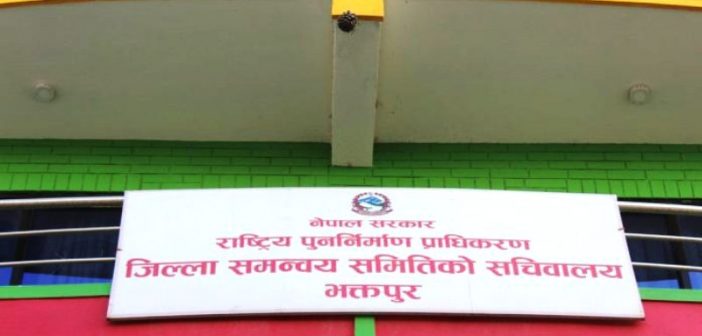 नेपाल सरकार
राष्ट्रिय पुनर्निर्माण प्राधिकरण
जिल्ला समन्वय समितिको सचिवालय
भक्तपुर